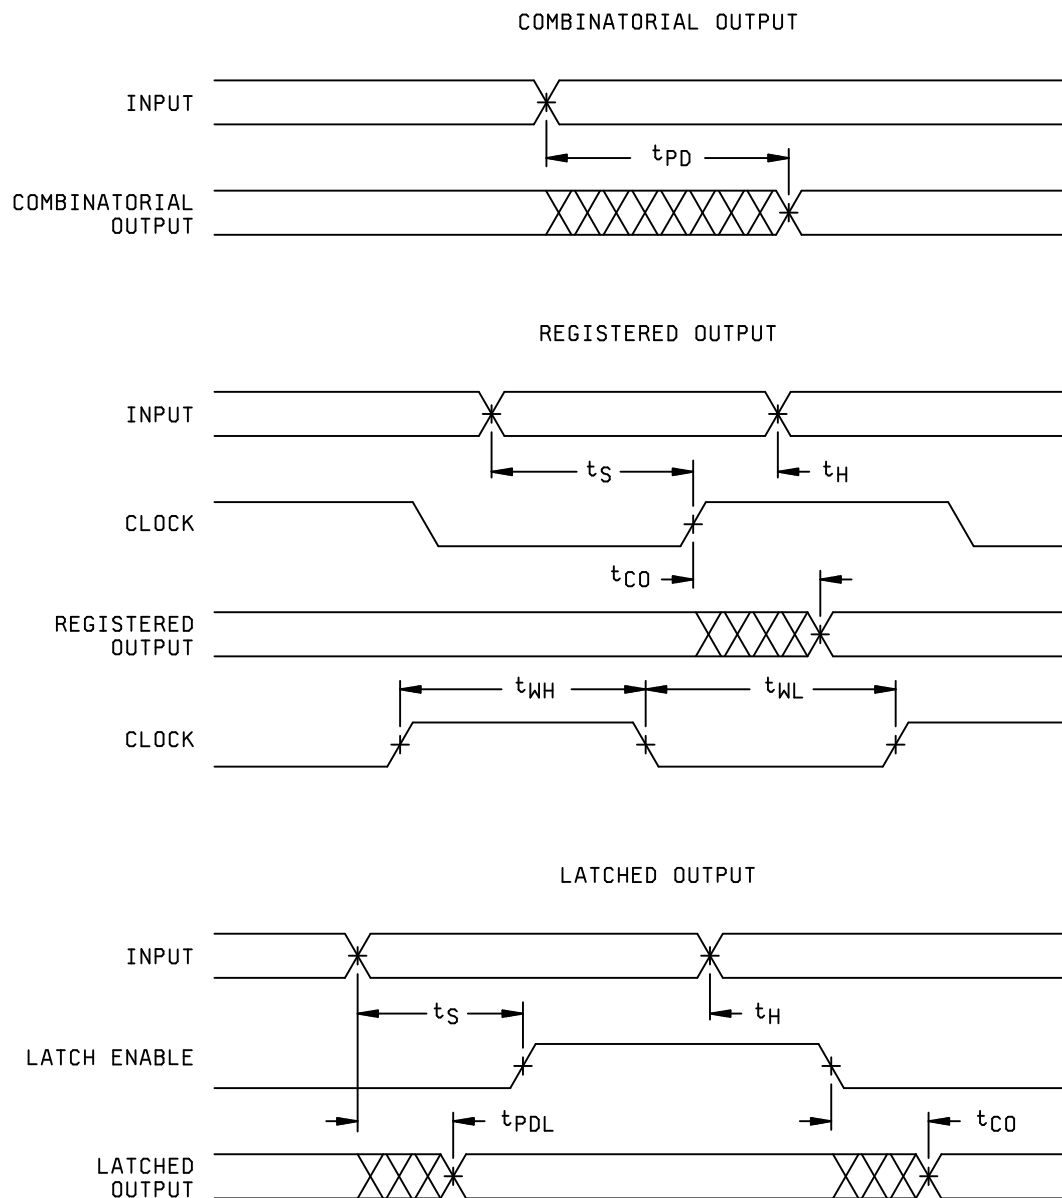 COMBINATORIAL OUTPUT
INPUT
tPD
COMBINATORIAL
OUTPUT
REGISTERED OUTPUT
INPUT
tS
tH
CLOCK
tCO
REGISTERED
OUTPUT
tWH
tWL
CLOCK
LATCHED OUTPUT
INPUT
tS
tH
LATCH ENABLE
tPDL
tCO
LATCHED
OUTPUT